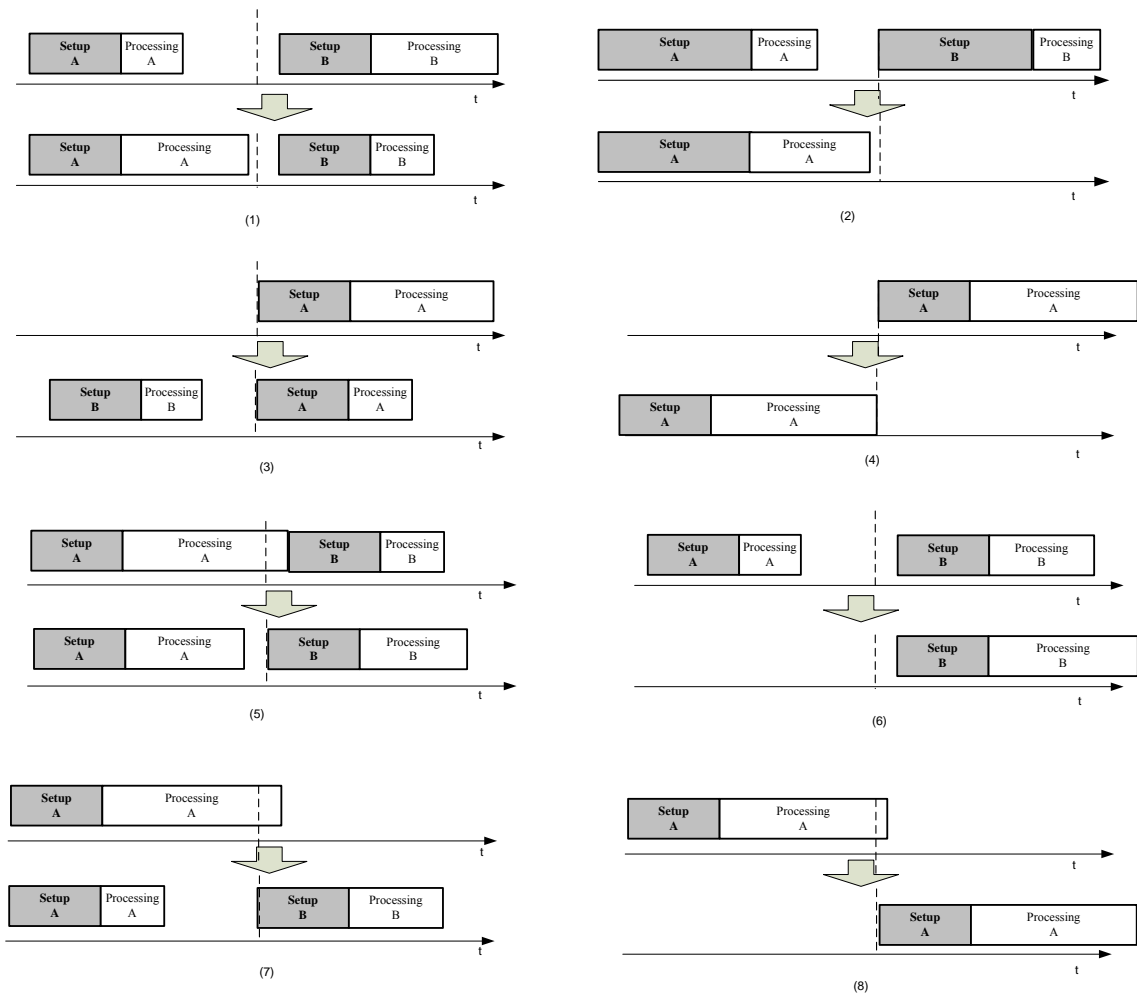 Setup Processing Setup Processing
A A B B
t
Setup Processing Setup Processing
A A B B
t
(1)
Setup Processing Setup Processing
A A B B
t
Setup Processing
A A
t
(2)
Setup Processing
A A
t
Setup Processing Setup Processing
B B A A
t
(3)
Setup Processing
A A
t
Setup Processing
A A
t
(4)
Setup Processing Setup Processing
A A B B
t
Setup Processing Setup Processing
A A B B
t
(5)
Setup Processing Setup Processing
A A B B
t
Setup Processing
B B
t
(6)
Setup Processing
A A
t
Setup Processing Setup Processing
A A B B
t
(7)
Setup Processing
A A
t
Setup Processing
A A
t
(8)